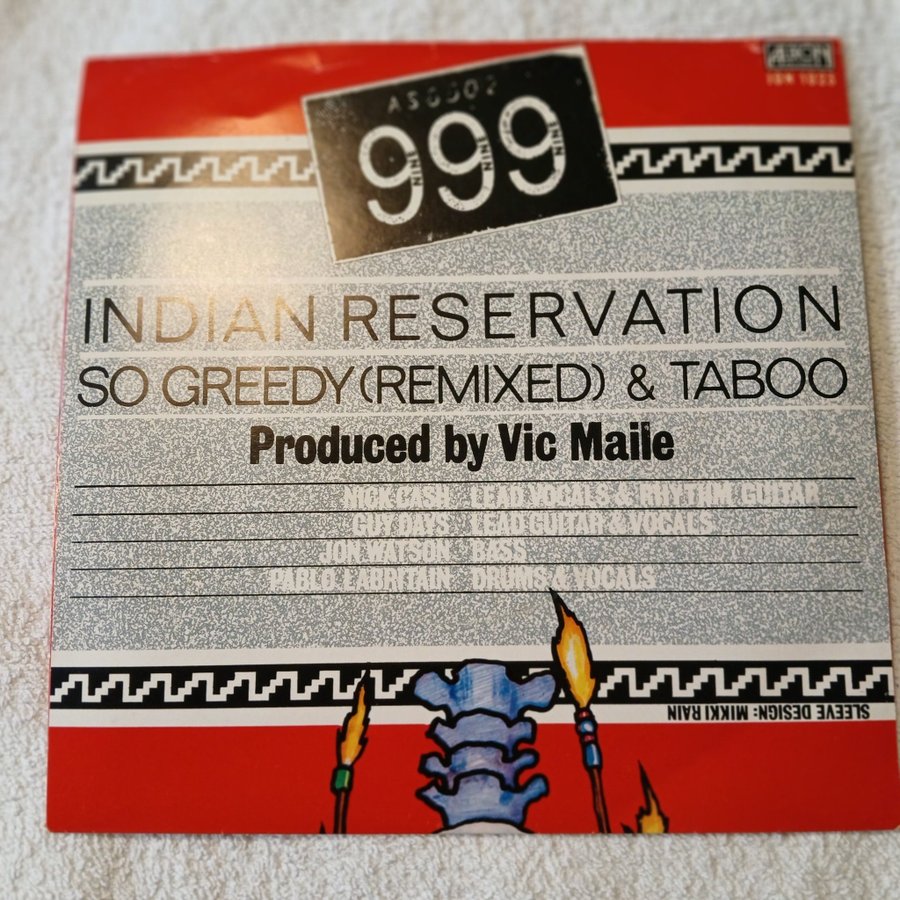 ALBION
ION 1023
AS0002
999
NINE NINE NINE
INDIAN RESERVATION
SO GREEDY (REMIXED) & TABOO
Produced by Vic Maile
NICK CASH LEAD VOCALS & RHYTHM GUITAR
GUY DAYS LEAD GUITAR & VOCALS
JON WATSON BASS
PABLO LABRITAIN DRUMS & VOCALS
SLEEVE DESIGN: MIKKI RAIN